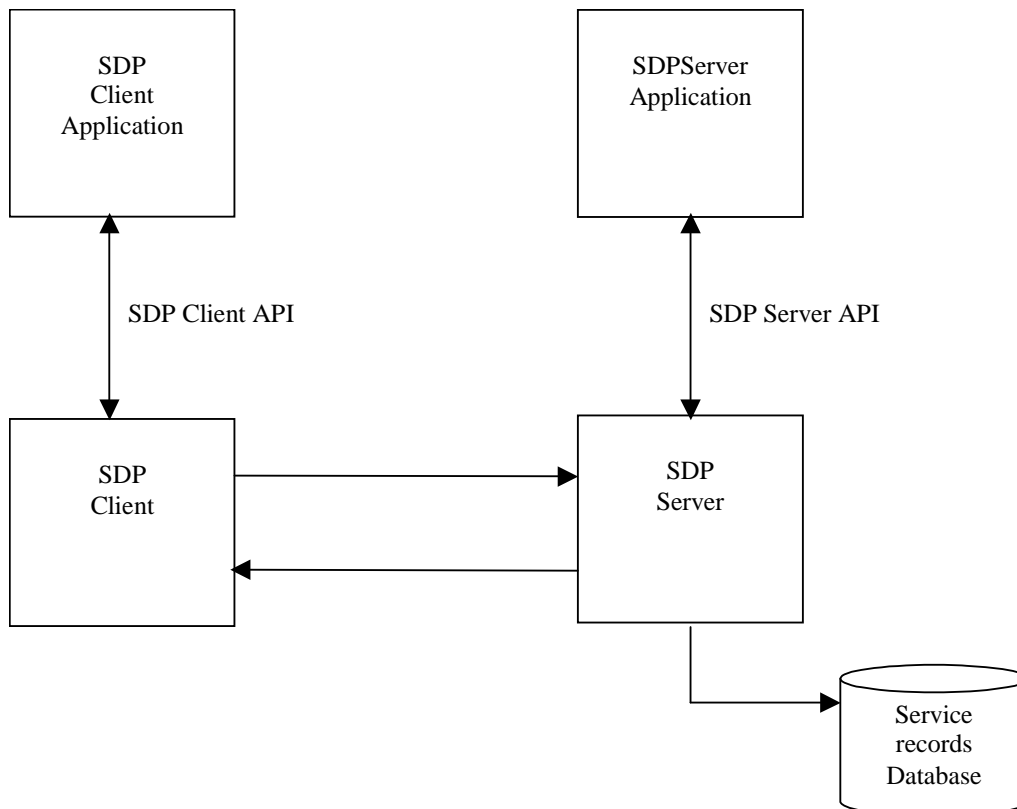 SDP
Client
Application
SDPServer
Application
SDP Client API
SDP Server API
SDP
Client
SDP
Server
Service
records
Database